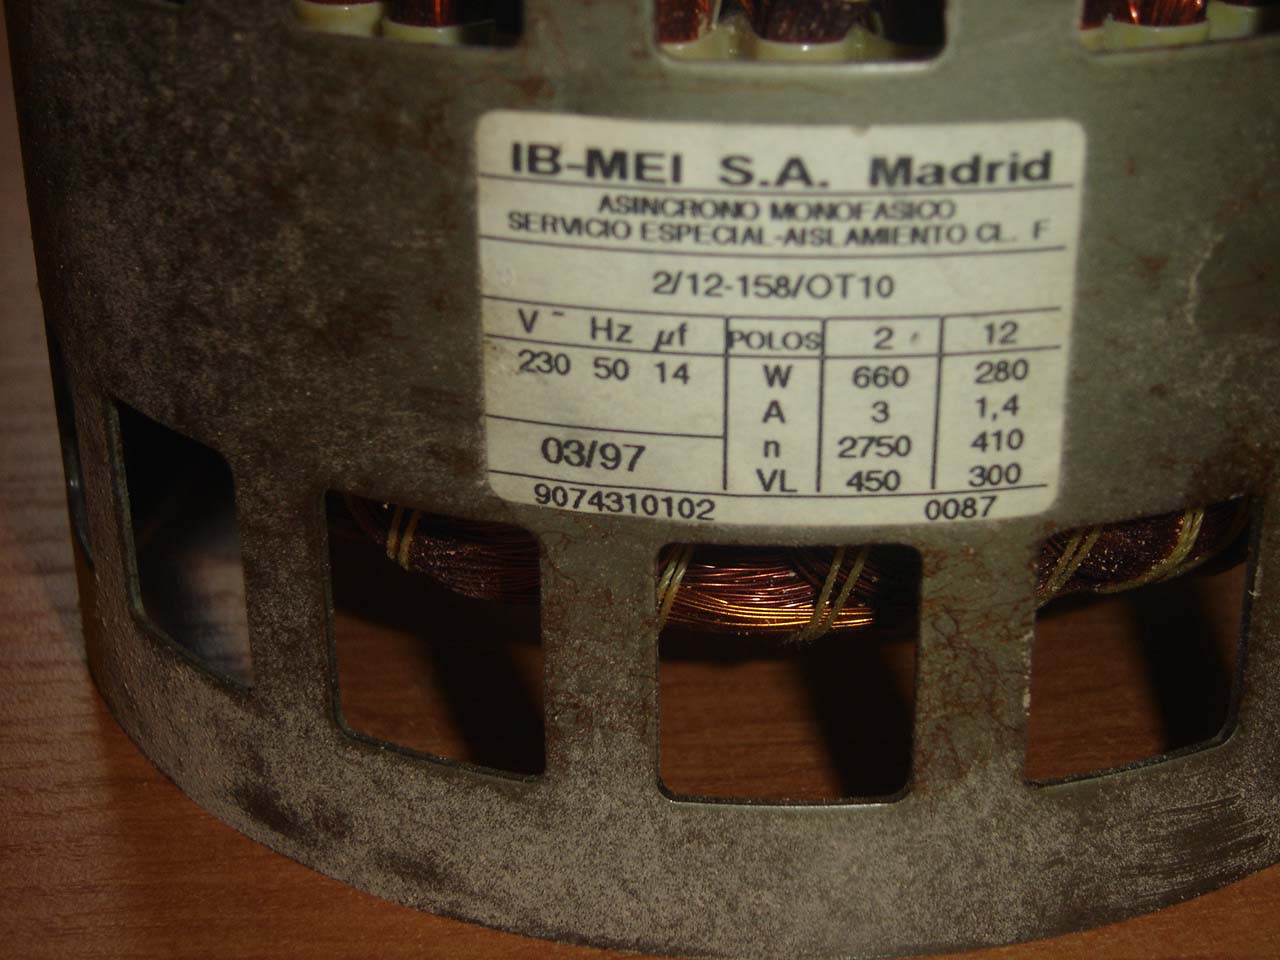 IB-MEI S.A. Madrid
ASINCRONO MONOFASICO
SERVICIO ESPECIAL-AISLAMIENTO CL. F
2/12-158/OT10
V~ Hz µf POLOS 2 12
230 50 14 W 660 280
A 3 1,4
03/97 n 2750 410
VL 450 300
9074310102 0087